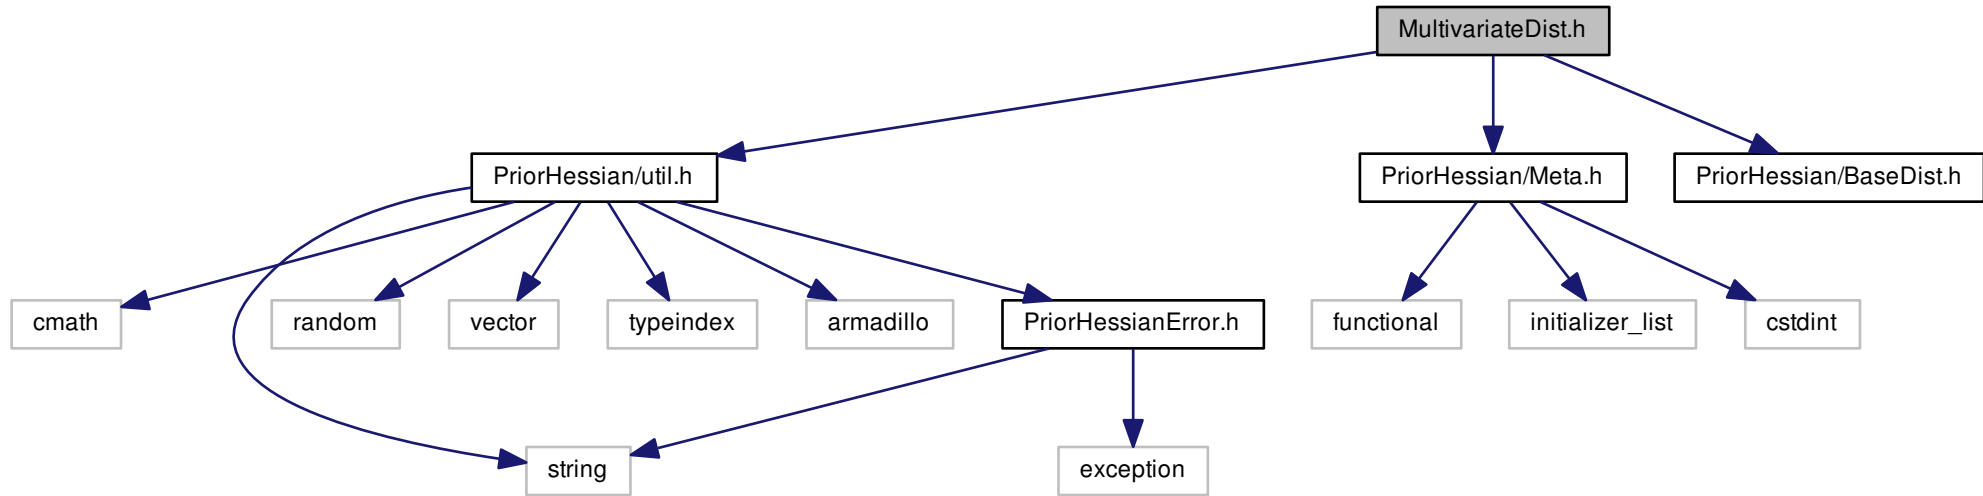 MultivariateDist.h
PriorHessian/util.h
PriorHessian/Meta.h
PriorHessian/BaseDist.h
cmath
random
vector
typeindex
armadillo
PriorHessianError.h
functional
initializer_list
cstdint
string
exception